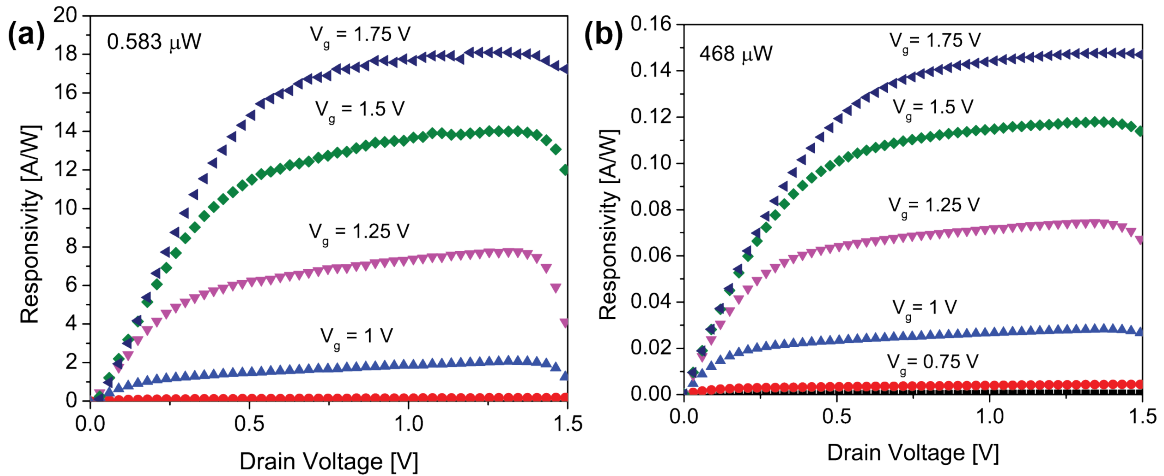 (a)
0.583 μW
V_g = 1.75 V
V_g = 1.5 V
V_g = 1.25 V
V_g = 1 V
Responsivity [A/W]
20
18
16
14
12
10
8
6
4
2
0
0.0 0.5 1.0 1.5
Drain Voltage [V]
(b)
468 μW
V_g = 1.75 V
V_g = 1.5 V
V_g = 1.25 V
V_g = 1 V
V_g = 0.75 V
Responsivity [A/W]
0.16
0.14
0.12
0.10
0.08
0.06
0.04
0.02
0.00
0.0 0.5 1.0 1.5
Drain Voltage [V]